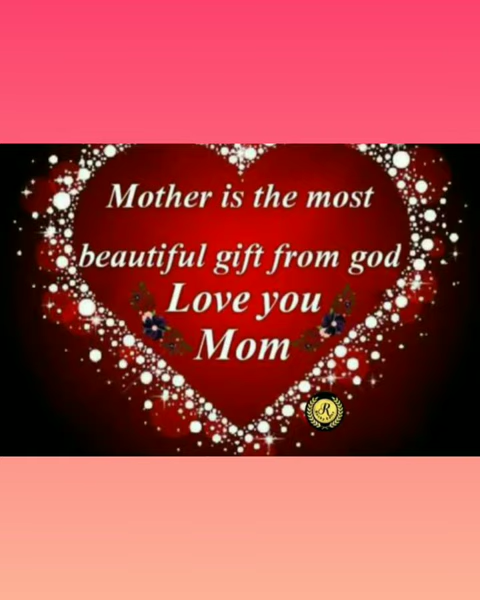 Mother is the most
beautiful gift from god
Love you
Mom
R